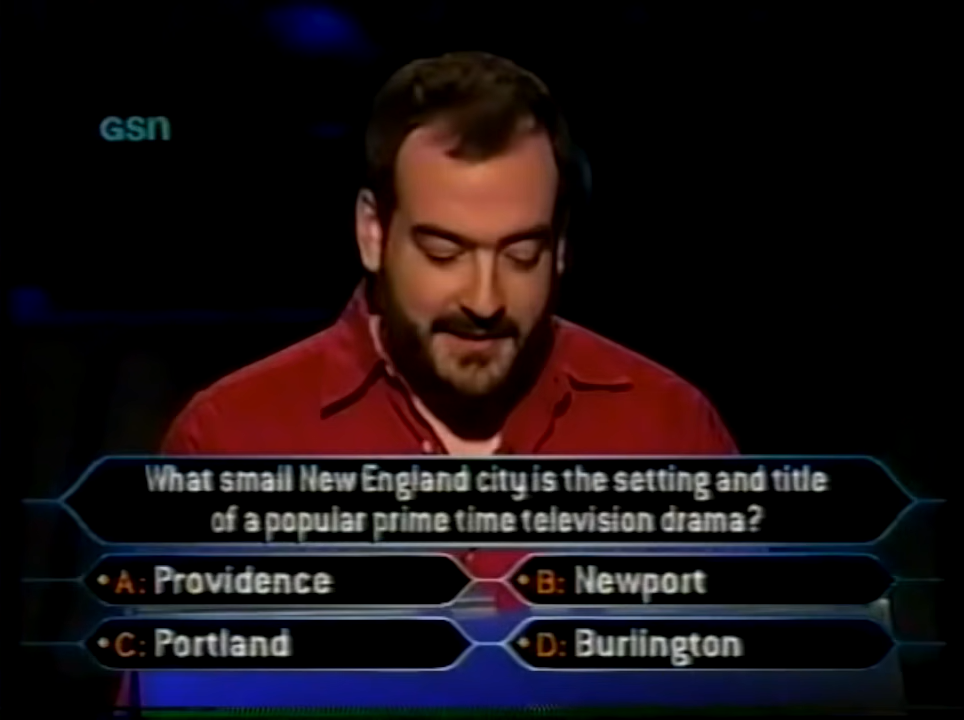 GSN
What small New England city is the setting and title
of a popular prime time television drama?
A: Providence
B: Newport
C: Portland
D: Burlington